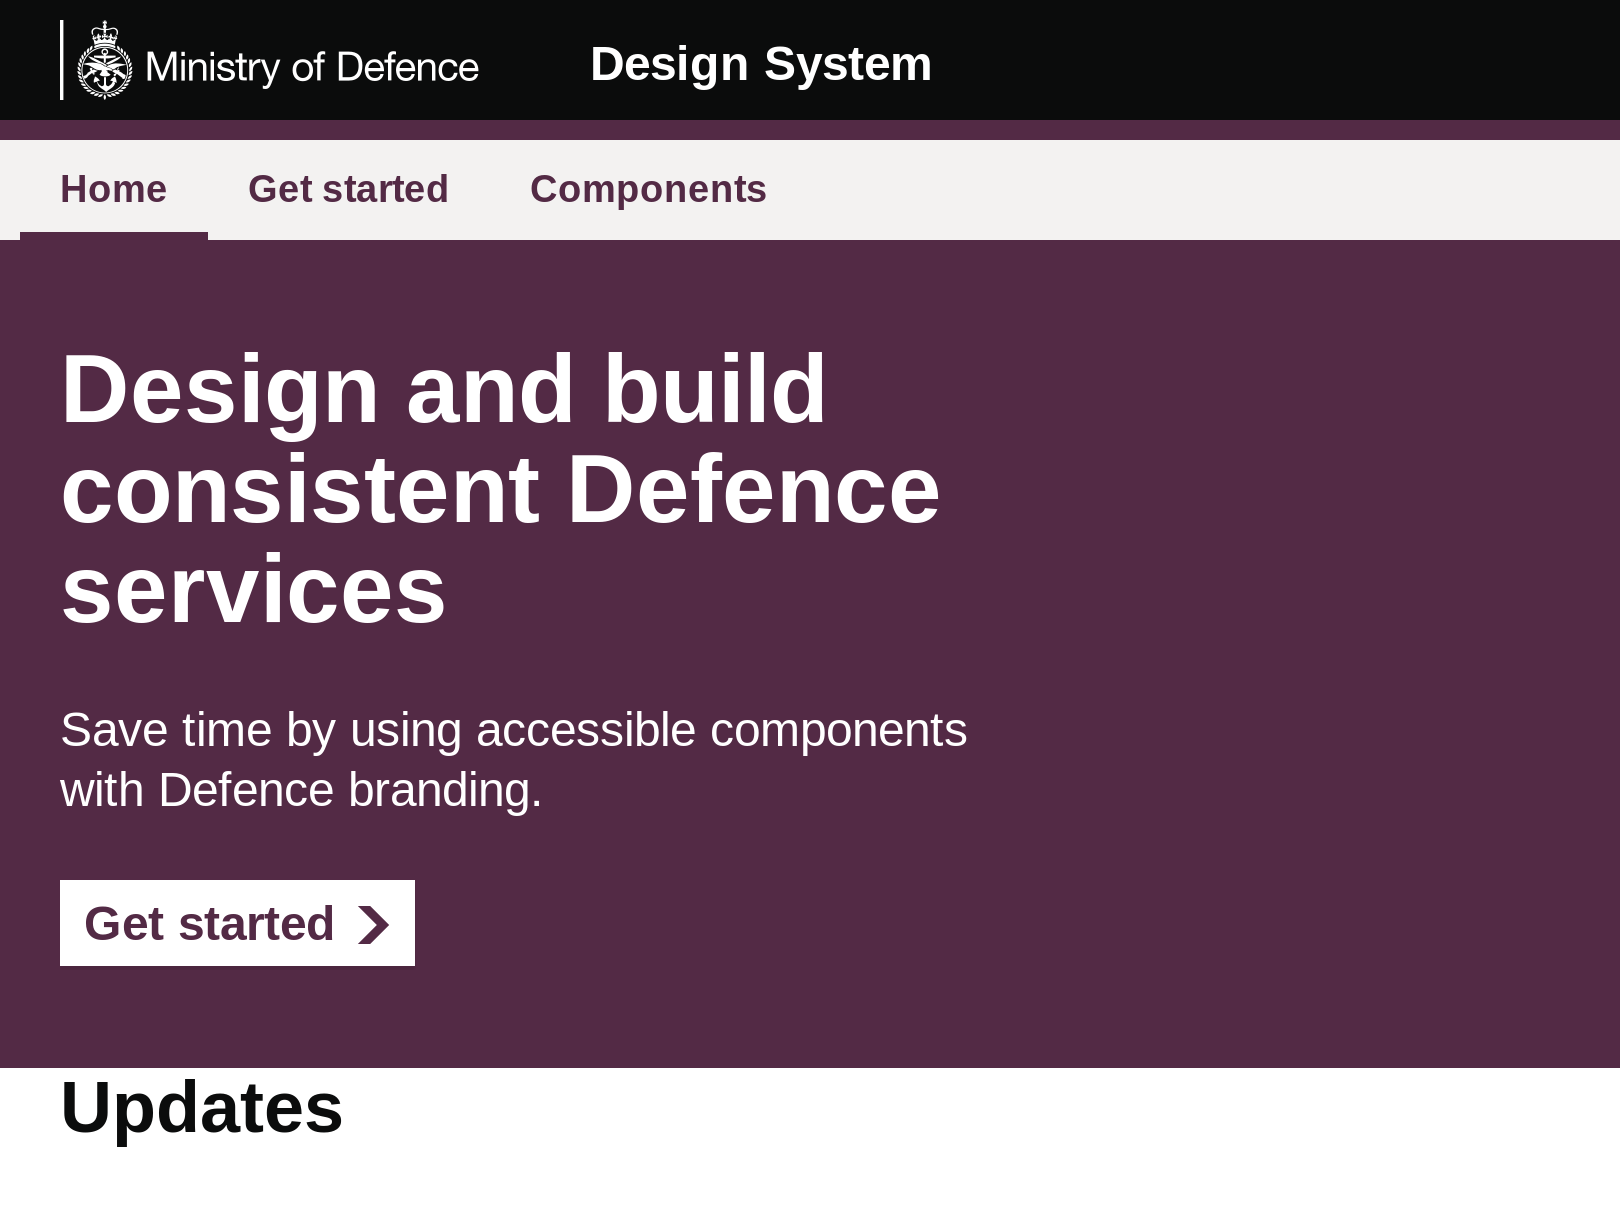 Ministry of Defence
Design System
Home
Get started
Components
Design and build
consistent Defence
services
Save time by using accessible components
with Defence branding.
Get started
Updates